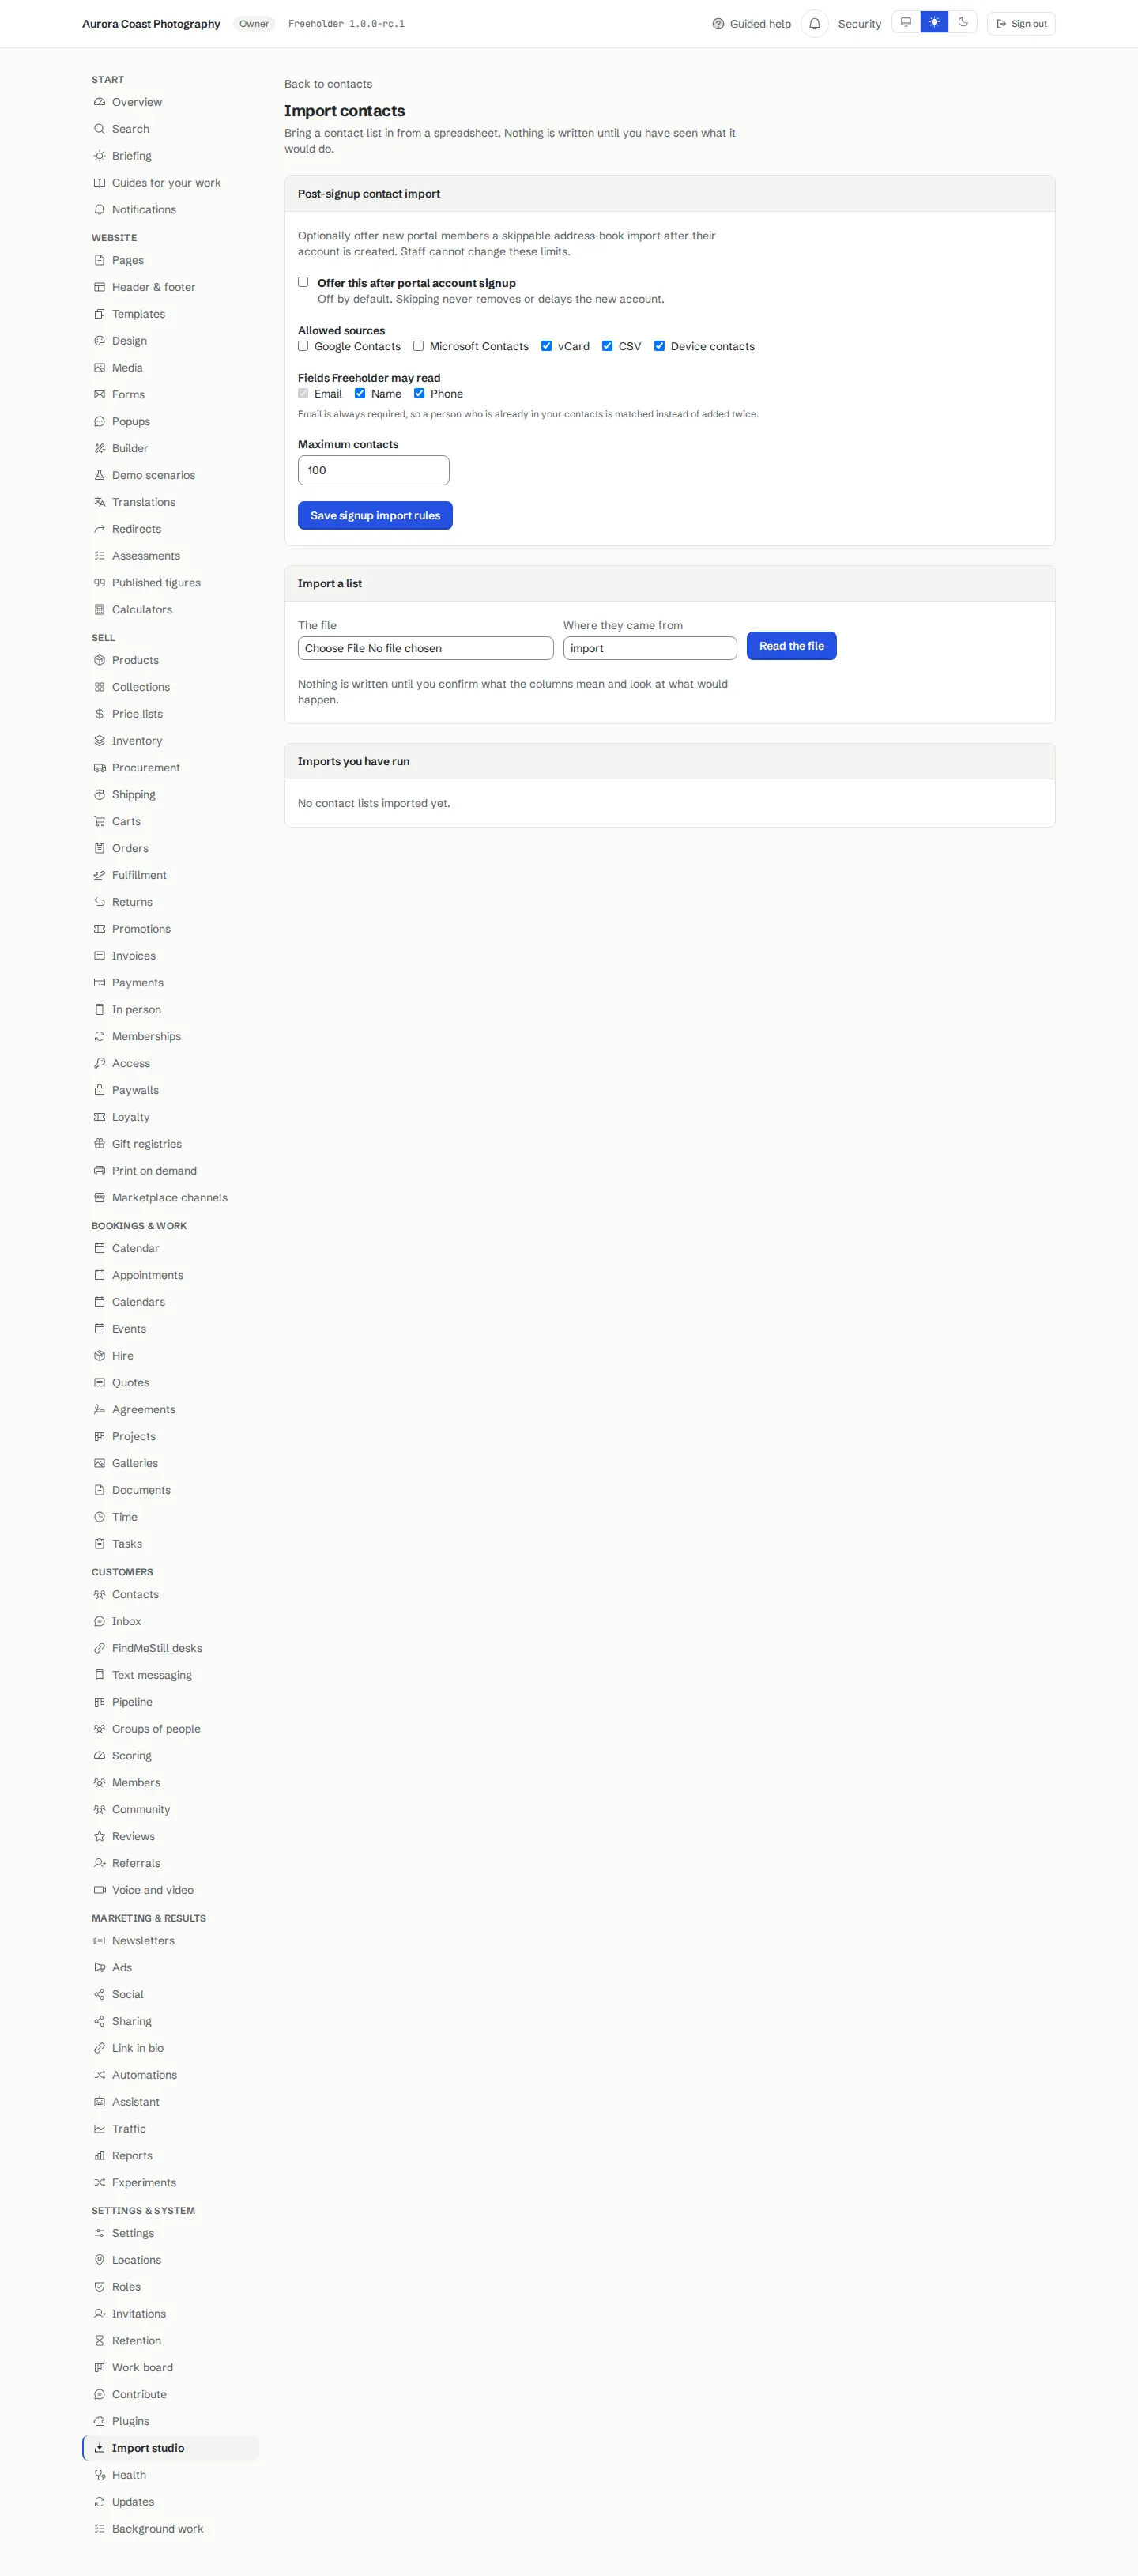 Aurora Coast Photography Owner Freeholder 1.0.0-rc.1 Guided help Security Sign out
START
Overview
Search
Briefing
Guides for your work
Notifications
WEBSITE
Pages
Header & footer
Templates
Design
Media
Forms
Popups
Builder
Demo scenarios
Translations
Redirects
Assessments
Published figures
Calculators
SELL
Products
Collections
Price lists
Inventory
Procurement
Shipping
Carts
Orders
Fulfillment
Returns
Promotions
Invoices
Payments
In person
Memberships
Access
Paywalls
Loyalty
Gift registries
Print on demand
Marketplace channels
BOOKINGS & WORK
Calendar
Appointments
Calendars
Events
Hire
Quotes
Agreements
Projects
Galleries
Documents
Time
Tasks
CUSTOMERS
Contacts
Inbox
FindMeStill desks
Text messaging
Pipeline
Groups of people
Scoring
Members
Community
Reviews
Referrals
Voice and video
MARKETING & RESULTS
Newsletters
Ads
Social
Sharing
Link in bio
Automations
Assistant
Traffic
Reports
Experiments
SETTINGS & SYSTEM
Settings
Locations
Roles
Invitations
Retention
Work board
Contribute
Plugins
Import studio
Health
Updates
Background work
Back to contacts
Import contacts
Bring a contact list in from a spreadsheet. Nothing is written until you have seen what it
would do.
Post-signup contact import
Optionally offer new portal members a skippable address-book import after their
account is created. Staff cannot change these limits.
Offer this after portal account signup
Off by default. Skipping never removes or delays the new account.
Allowed sources
Google Contacts Microsoft Contacts vCard CSV Device contacts
Fields Freeholder may read
Email Name Phone
Email is always required, so a person who is already in your contacts is matched instead of added twice.
Maximum contacts
100
Save signup import rules
Import a list
The file Where they came from
Choose File No file chosen import Read the file
Nothing is written until you confirm what the columns mean and look at what would
happen.
Imports you have run
No contact lists imported yet.